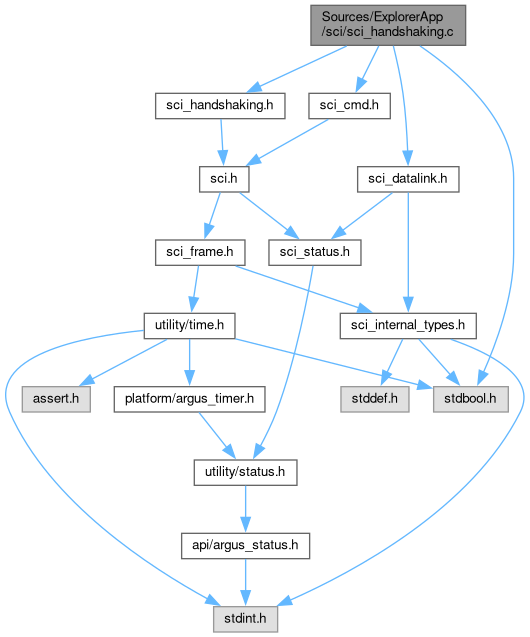 Sources/ExplorerApp
/sci/sci_handshaking.c
sci_handshaking.h
sci_cmd.h
sci.h
sci_datalink.h
sci_frame.h
sci_status.h
utility/time.h
sci_internal_types.h
assert.h
platform/argus_timer.h
stddef.h
stdbool.h
utility/status.h
api/argus_status.h
stdint.h